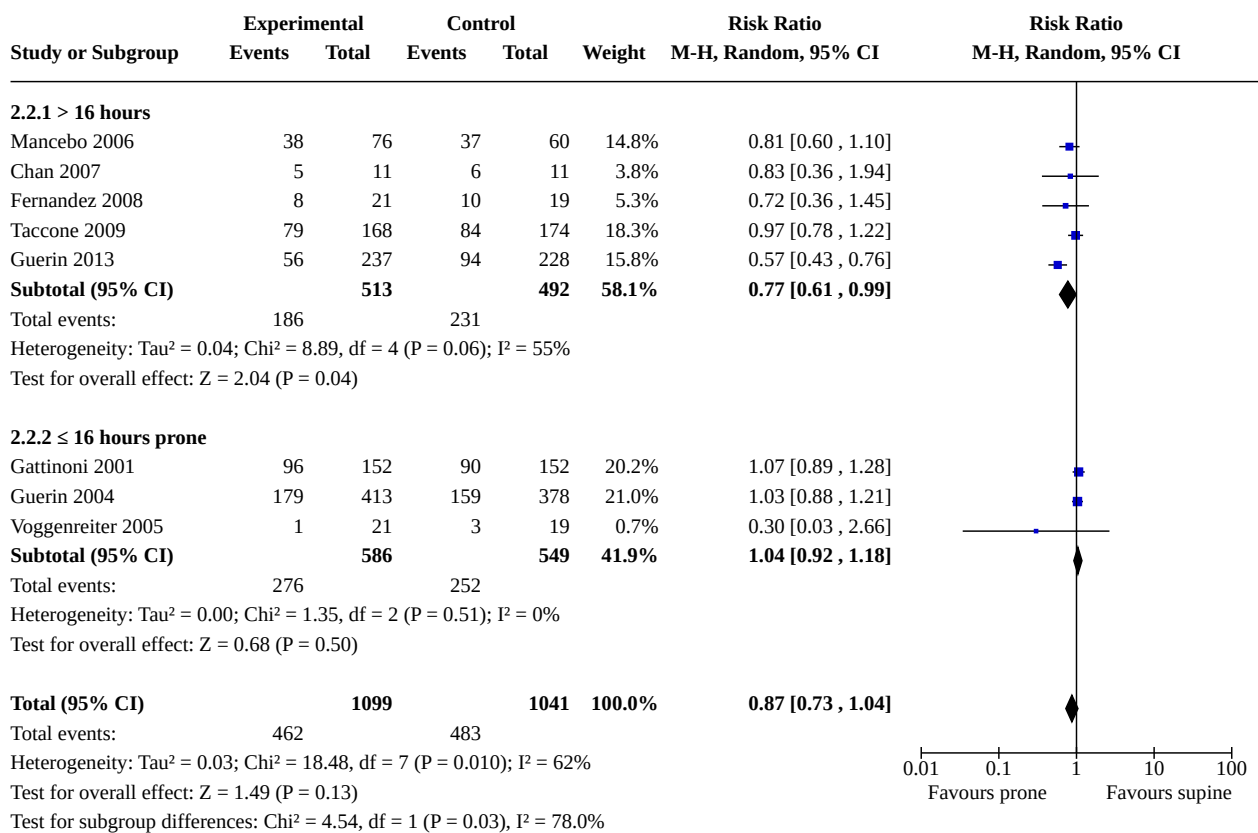 Experimental Control Risk Ratio Risk Ratio
Study or Subgroup Events Total Events Total Weight M-H, Random, 95% CI M-H, Random, 95% CI
2.2.1 > 16 hours
Mancebo 2006 38 76 37 60 14.8% 0.81 [0.60 , 1.10]
Chan 2007 5 11 6 11 3.8% 0.83 [0.36 , 1.94]
Fernandez 2008 8 21 10 19 5.3% 0.72 [0.36 , 1.45]
Taccone 2009 79 168 84 174 18.3% 0.97 [0.78 , 1.22]
Guerin 2013 56 237 94 228 15.8% 0.57 [0.43 , 0.76]
Subtotal (95% CI) 513 492 58.1% 0.77 [0.61 , 0.99]
Total events: 186 231
Heterogeneity: Tau² = 0.04; Chi² = 8.89, df = 4 (P = 0.06); I² = 55%
Test for overall effect: Z = 2.04 (P = 0.04)
2.2.2 ≤ 16 hours prone
Gattinoni 2001 96 152 90 152 20.2% 1.07 [0.89 , 1.28]
Guerin 2004 179 413 159 378 21.0% 1.03 [0.88 , 1.21]
Voggenreiter 2005 1 21 3 19 0.7% 0.30 [0.03 , 2.66]
Subtotal (95% CI) 586 549 41.9% 1.04 [0.92 , 1.18]
Total events: 276 252
Heterogeneity: Tau² = 0.00; Chi² = 1.35, df = 2 (P = 0.51); I² = 0%
Test for overall effect: Z = 0.68 (P = 0.50)
Total (95% CI) 1099 1041 100.0% 0.87 [0.73 , 1.04]
Total events: 462 483
Heterogeneity: Tau² = 0.03; Chi² = 18.48, df = 7 (P = 0.010); I² = 62%
Test for overall effect: Z = 1.49 (P = 0.13)
Test for subgroup differences: Chi² = 4.54, df = 1 (P = 0.03), I² = 78.0%
0.01 0.1 1 10 100
Favours prone Favours supine